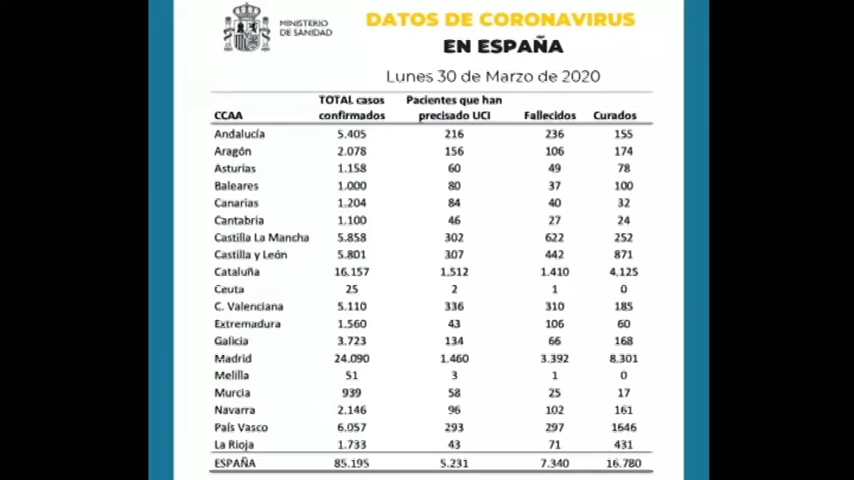 MINISTERIO
DE SANIDAD
DATOS DE CORONAVIRUS
EN ESPAÑA
Lunes 30 de Marzo de 2020
CCAA TOTAL casos confirmados Pacientes que han precisado UCI Fallecidos Curados
Andalucía 5.405 216 236 155
Aragón 2.078 156 106 174
Asturias 1.158 60 49 78
Baleares 1.000 80 37 100
Canarias 1.204 84 40 32
Cantabria 1.100 46 27 24
Castilla La Mancha 5.858 302 622 252
Castilla y León 5.801 307 442 871
Cataluña 16.157 1,512 1.410 4,125
Ceuta 25 2 1 0
C. Valenciana 5.110 336 310 185
Extremadura 1.560 43 106 60
Galicia 3.723 134 66 168
Madrid 24.090 1.460 3.392 8.301
Melilla 51 3 1 0
Murcia 939 58 25 17
Navarra 2.146 96 102 161
País Vasco 6.057 293 297 1646
La Rioja 1.733 43 71 431
ESPAÑA 85.195 5.231 7.340 16.780